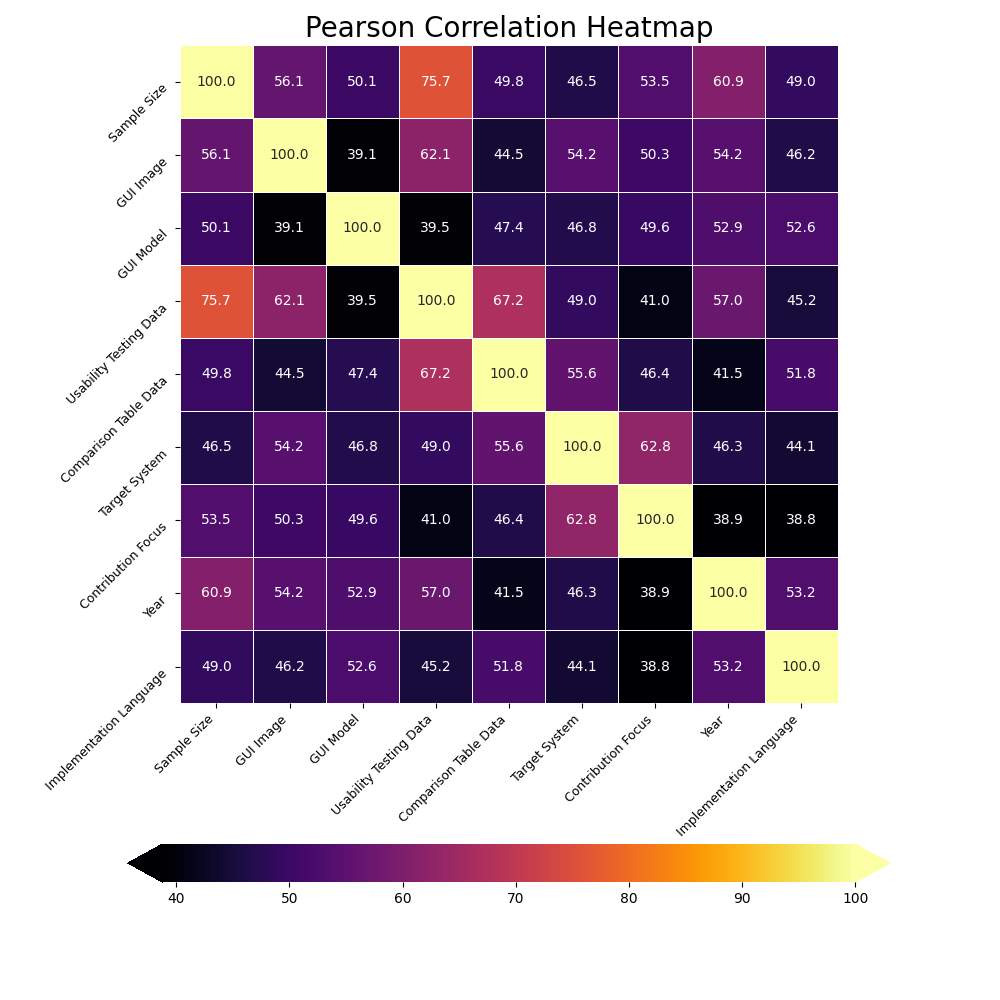 Pearson Correlation Heatmap
Sample Size 100.0 56.1 50.1 75.7 49.8 46.5 53.5 60.9 49.0
GUI Image 56.1 100.0 39.1 62.1 44.5 54.2 50.3 54.2 46.2
GUI Model 50.1 39.1 100.0 39.5 47.4 46.8 49.6 52.9 52.6
Usability Testing Data 75.7 62.1 39.5 100.0 67.2 49.0 41.0 57.0 45.2
Comparison Table Data 49.8 44.5 47.4 67.2 100.0 55.6 46.4 41.5 51.8
Target System 46.5 54.2 46.8 49.0 55.6 100.0 62.8 46.3 44.1
Contribution Focus 53.5 50.3 49.6 41.0 46.4 62.8 100.0 38.9 38.8
Year 60.9 54.2 52.9 57.0 41.5 46.3 38.9 100.0 53.2
Implementation Language 49.0 46.2 52.6 45.2 51.8 44.1 38.8 53.2 100.0
Sample Size GUI Image GUI Model Usability Testing Data Comparison Table Data Target System Contribution Focus Year Implementation Language
40 50 60 70 80 90 100